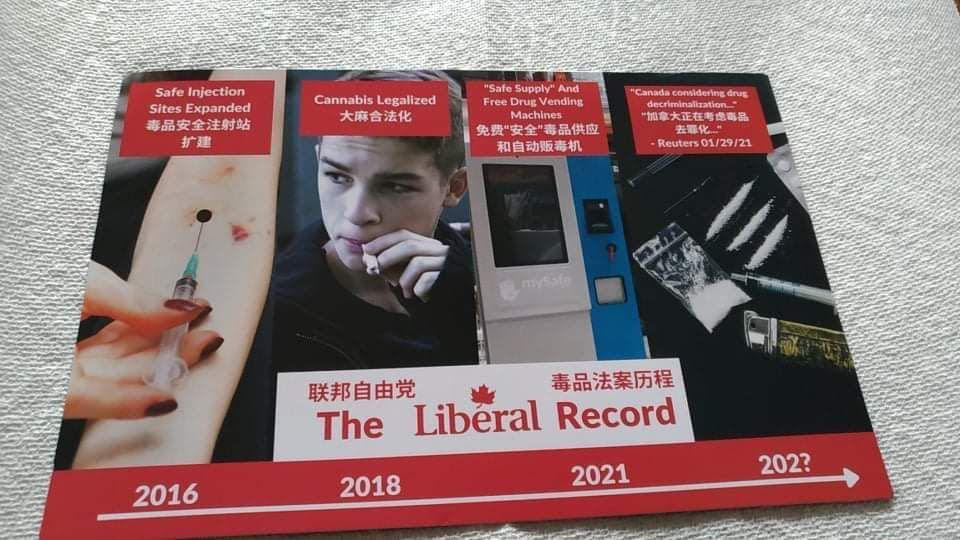 Safe Injection
Sites Expanded
毒品安全注射站
扩建
Cannabis Legalized
大麻合法化
"Safe Supply" And
Free Drug Vending
Machines
免费"安全"毒品供应
和自动贩毒机
"Canada considering drug
decriminalization..."
"加拿大正在考虑毒品
去罪化..."
- Reuters 01/29/21
mySafe
联邦自由党 毒品法案历程
The Liberal Record
2016 2018 2021 202?